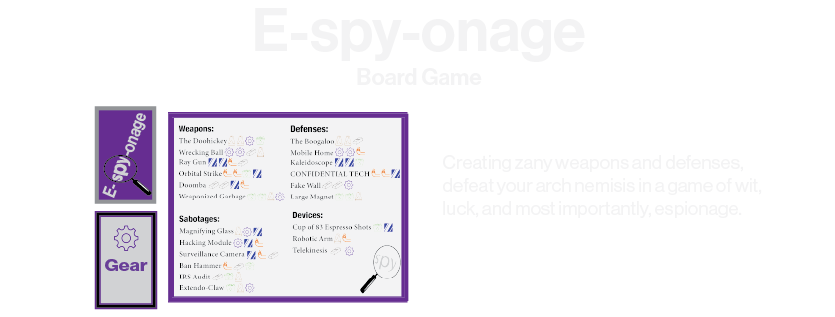 E-spy-onage
Board Game
E-spy-onage
Gear
Weapons:
The Doohickey
Wrecking Ball
Ray Gun
Orbital Strike
Doomba
Weaponized Garbage
Sabotages:
Magnifying Glass
Hacking Module
Surveillance Camera
Ban Hammer
IRS Audit
Extendo-Claw
Defenses:
The Boogaloo
Mobile Home
Kaleidoscope
CONFIDENTIAL TECH
Fake Wall
Large Magnet
Devices:
Cup of 83 Espresso Shots
Robotic Arm
Telekinesis
Creating zany weapons and defenses,
defeat your arch nemisis in a game of wit,
luck, and most importantly, espionage.